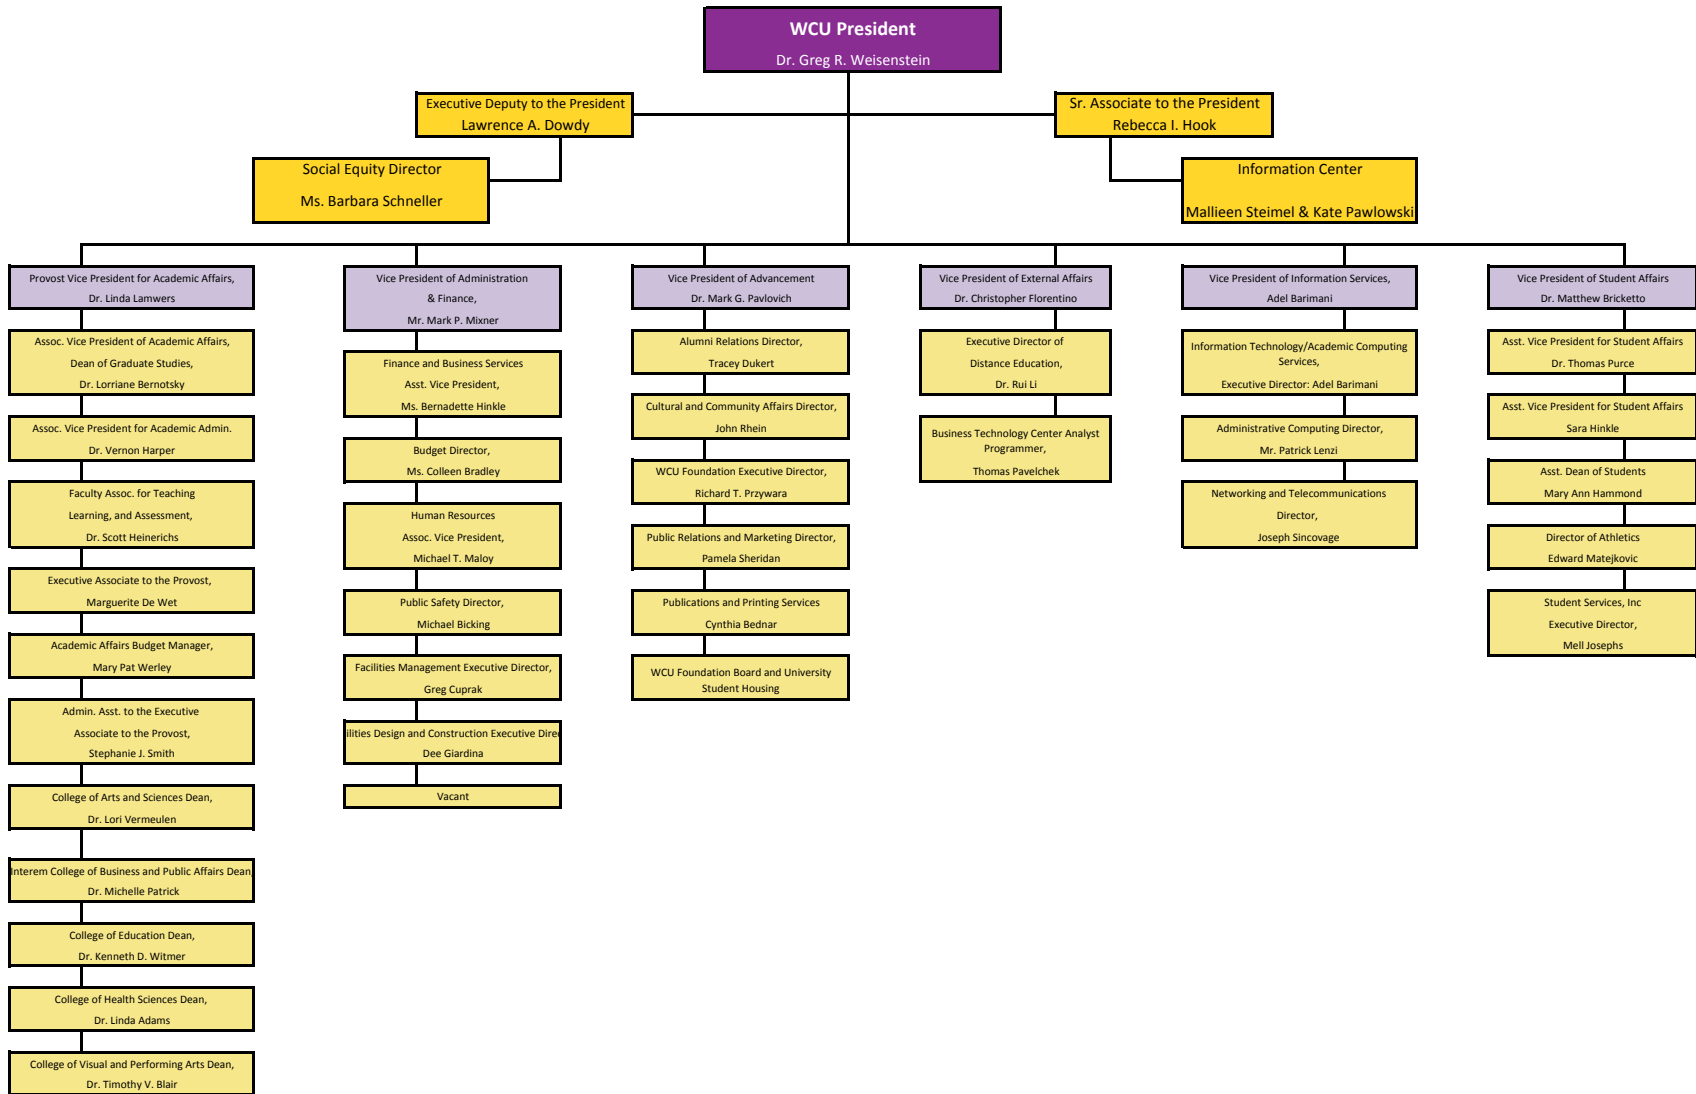 WCU President
Dr. Greg R. Weisenstein
Executive Deputy to the President
Lawrence A. Dowdy
Sr. Associate to the President
Rebecca I. Hook
Social Equity Director
Ms. Barbara Schneller
Information Center
Mallieen Steimel & Kate Pawlowski
Provost Vice President for Academic Affairs,
Dr. Linda Lamwers
Assoc. Vice President of Academic Affairs,
Dean of Graduate Studies,
Dr. Lorriane Bernotsky
Assoc. Vice President for Academic Admin.
Dr. Vernon Harper
Faculty Assoc. for Teaching
Learning, and Assessment,
Dr. Scott Heinerichs
Executive Associate to the Provost,
Marguerite De Wet
Academic Affairs Budget Manager,
Mary Pat Werley
Admin. Asst. to the Executive
Associate to the Provost,
Stephanie J. Smith
College of Arts and Sciences Dean,
Dr. Lori Vermeulen
Interem College of Business and Public Affairs Dean,
Dr. Michelle Patrick
College of Education Dean,
Dr. Kenneth D. Witmer
College of Health Sciences Dean,
Dr. Linda Adams
College of Visual and Performing Arts Dean,
Dr. Timothy V. Blair
Vice President of Administration
& Finance,
Mr. Mark P. Mixner
Finance and Business Services
Asst. Vice President,
Ms. Bernadette Hinkle
Budget Director,
Ms. Colleen Bradley
Human Resources
Assoc. Vice President,
Michael T. Maloy
Public Safety Director,
Michael Bicking
Facilities Management Executive Director,
Greg Cuprak
ilities Design and Construction Executive Direc
Dee Giardina
Vacant
Vice President of Advancement
Dr. Mark G. Pavlovich
Alumni Relations Director,
Tracey Dukert
Cultural and Community Affairs Director,
John Rhein
WCU Foundation Executive Director,
Richard T. Przywara
Public Relations and Marketing Director,
Pamela Sheridan
Publications and Printing Services
Cynthia Bednar
WCU Foundation Board and University
Student Housing
Vice President of External Affairs
Dr. Christopher Florentino
Executive Director of
Distance Education,
Dr. Rui Li
Business Technology Center Analyst
Programmer,
Thomas Pavelchek
Vice President of Information Services,
Adel Barimani
Information Technology/Academic Computing
Services,
Executive Director: Adel Barimani
Administrative Computing Director,
Mr. Patrick Lenzi
Networking and Telecommunications
Director,
Joseph Sincovage
Vice President of Student Affairs
Dr. Matthew Bricketto
Asst. Vice President for Student Affairs
Dr. Thomas Purce
Asst. Vice President for Student Affairs
Sara Hinkle
Asst. Dean of Students
Mary Ann Hammond
Director of Athletics
Edward Matejkovic
Student Services, Inc
Executive Director,
Mell Josephs